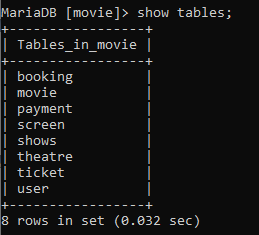 MariaDB [movie]> show tables;
+-----------------+
| Tables_in_movie |
+-----------------+
| booking         |
| movie           |
| payment         |
| screen          |
| shows           |
| theatre         |
| ticket          |
| user            |
+-----------------+
8 rows in set (0.032 sec)